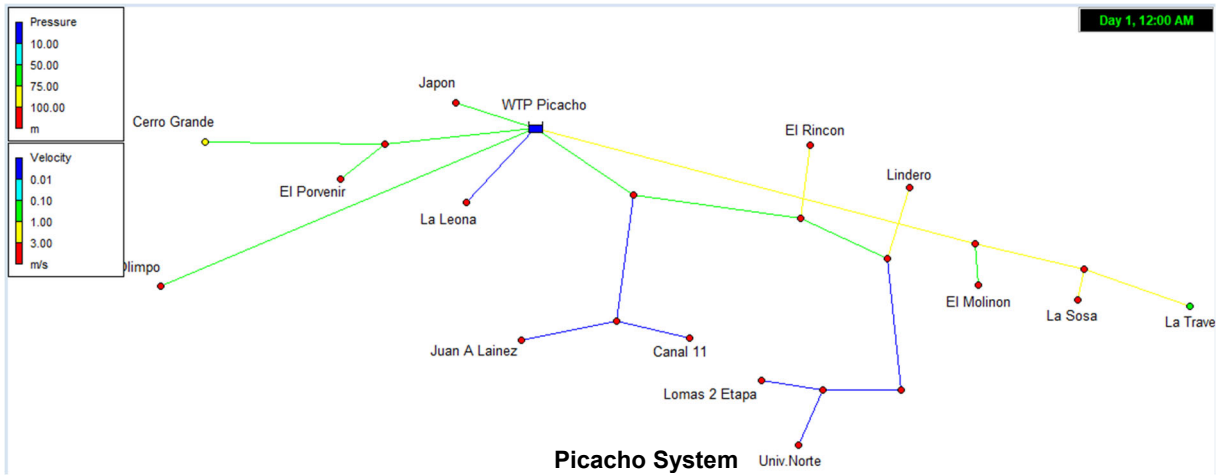 Pressure
10.00
50.00
75.00
100.00
m
Day 1, 12:00 AM
Japon
WTP Picacho
Cerro Grande
El Rincon
Velocity
0.01
0.10
1.00
3.00
m/s
El Porvenir
Lindero
La Leona
Olimpo
El Molinon
La Sosa
La Trave
Juan A Lainez
Canal 11
Lomas 2 Etapa
Picacho System
Univ.Norte